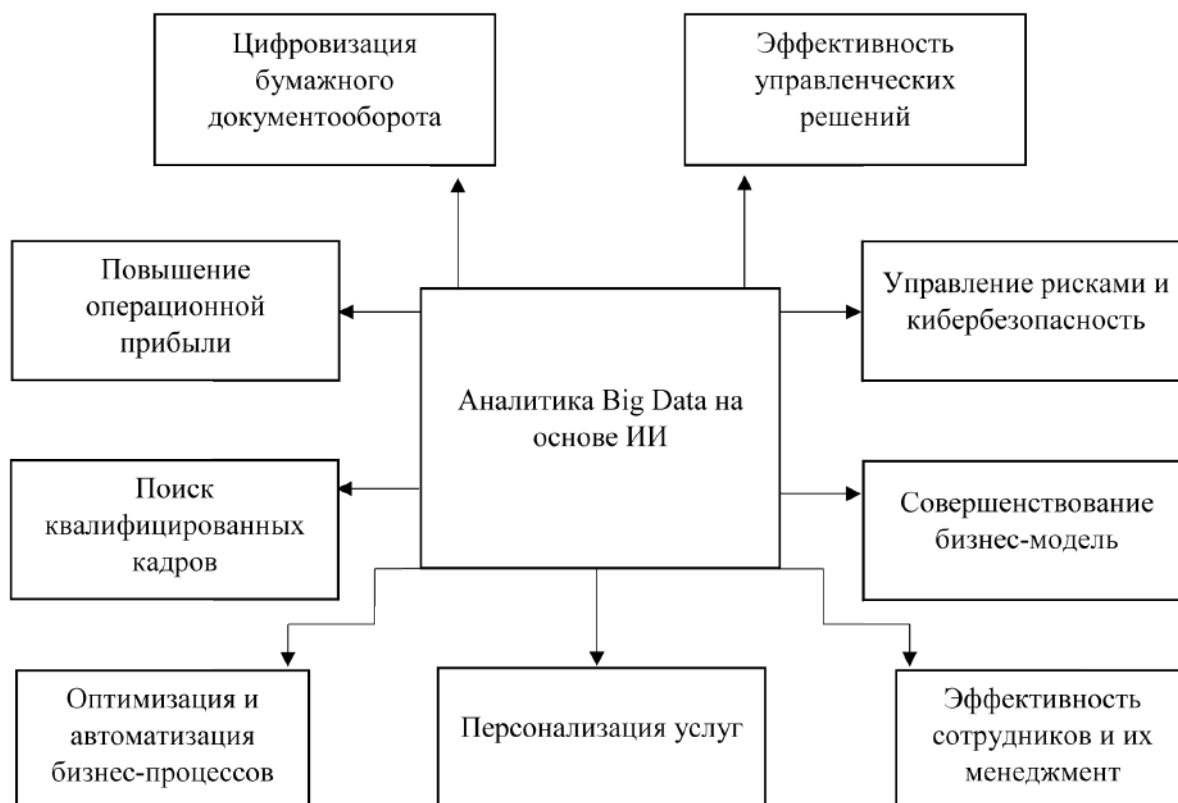 Цифровизация
бумажного
документооборота
Эффективность
управленческих
решений
Повышение
операционной
прибыли
Управление рисками и
кибербезопасность
Аналитика Big Data на
основе ИИ
Поиск
квалифицированных
кадров
Совершенствование
бизнес-модель
Оптимизация и
автоматизация
бизнес-процессов
Персонализация услуг
Эффективность
сотрудников и их
менеджмент